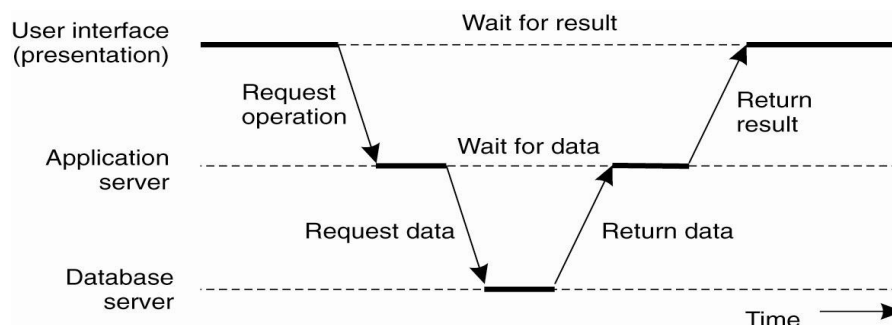 User interface
(presentation)
Wait for result
Request
operation
Return
result
Application
server
Wait for data
Request data
Return data
Database
server
Time